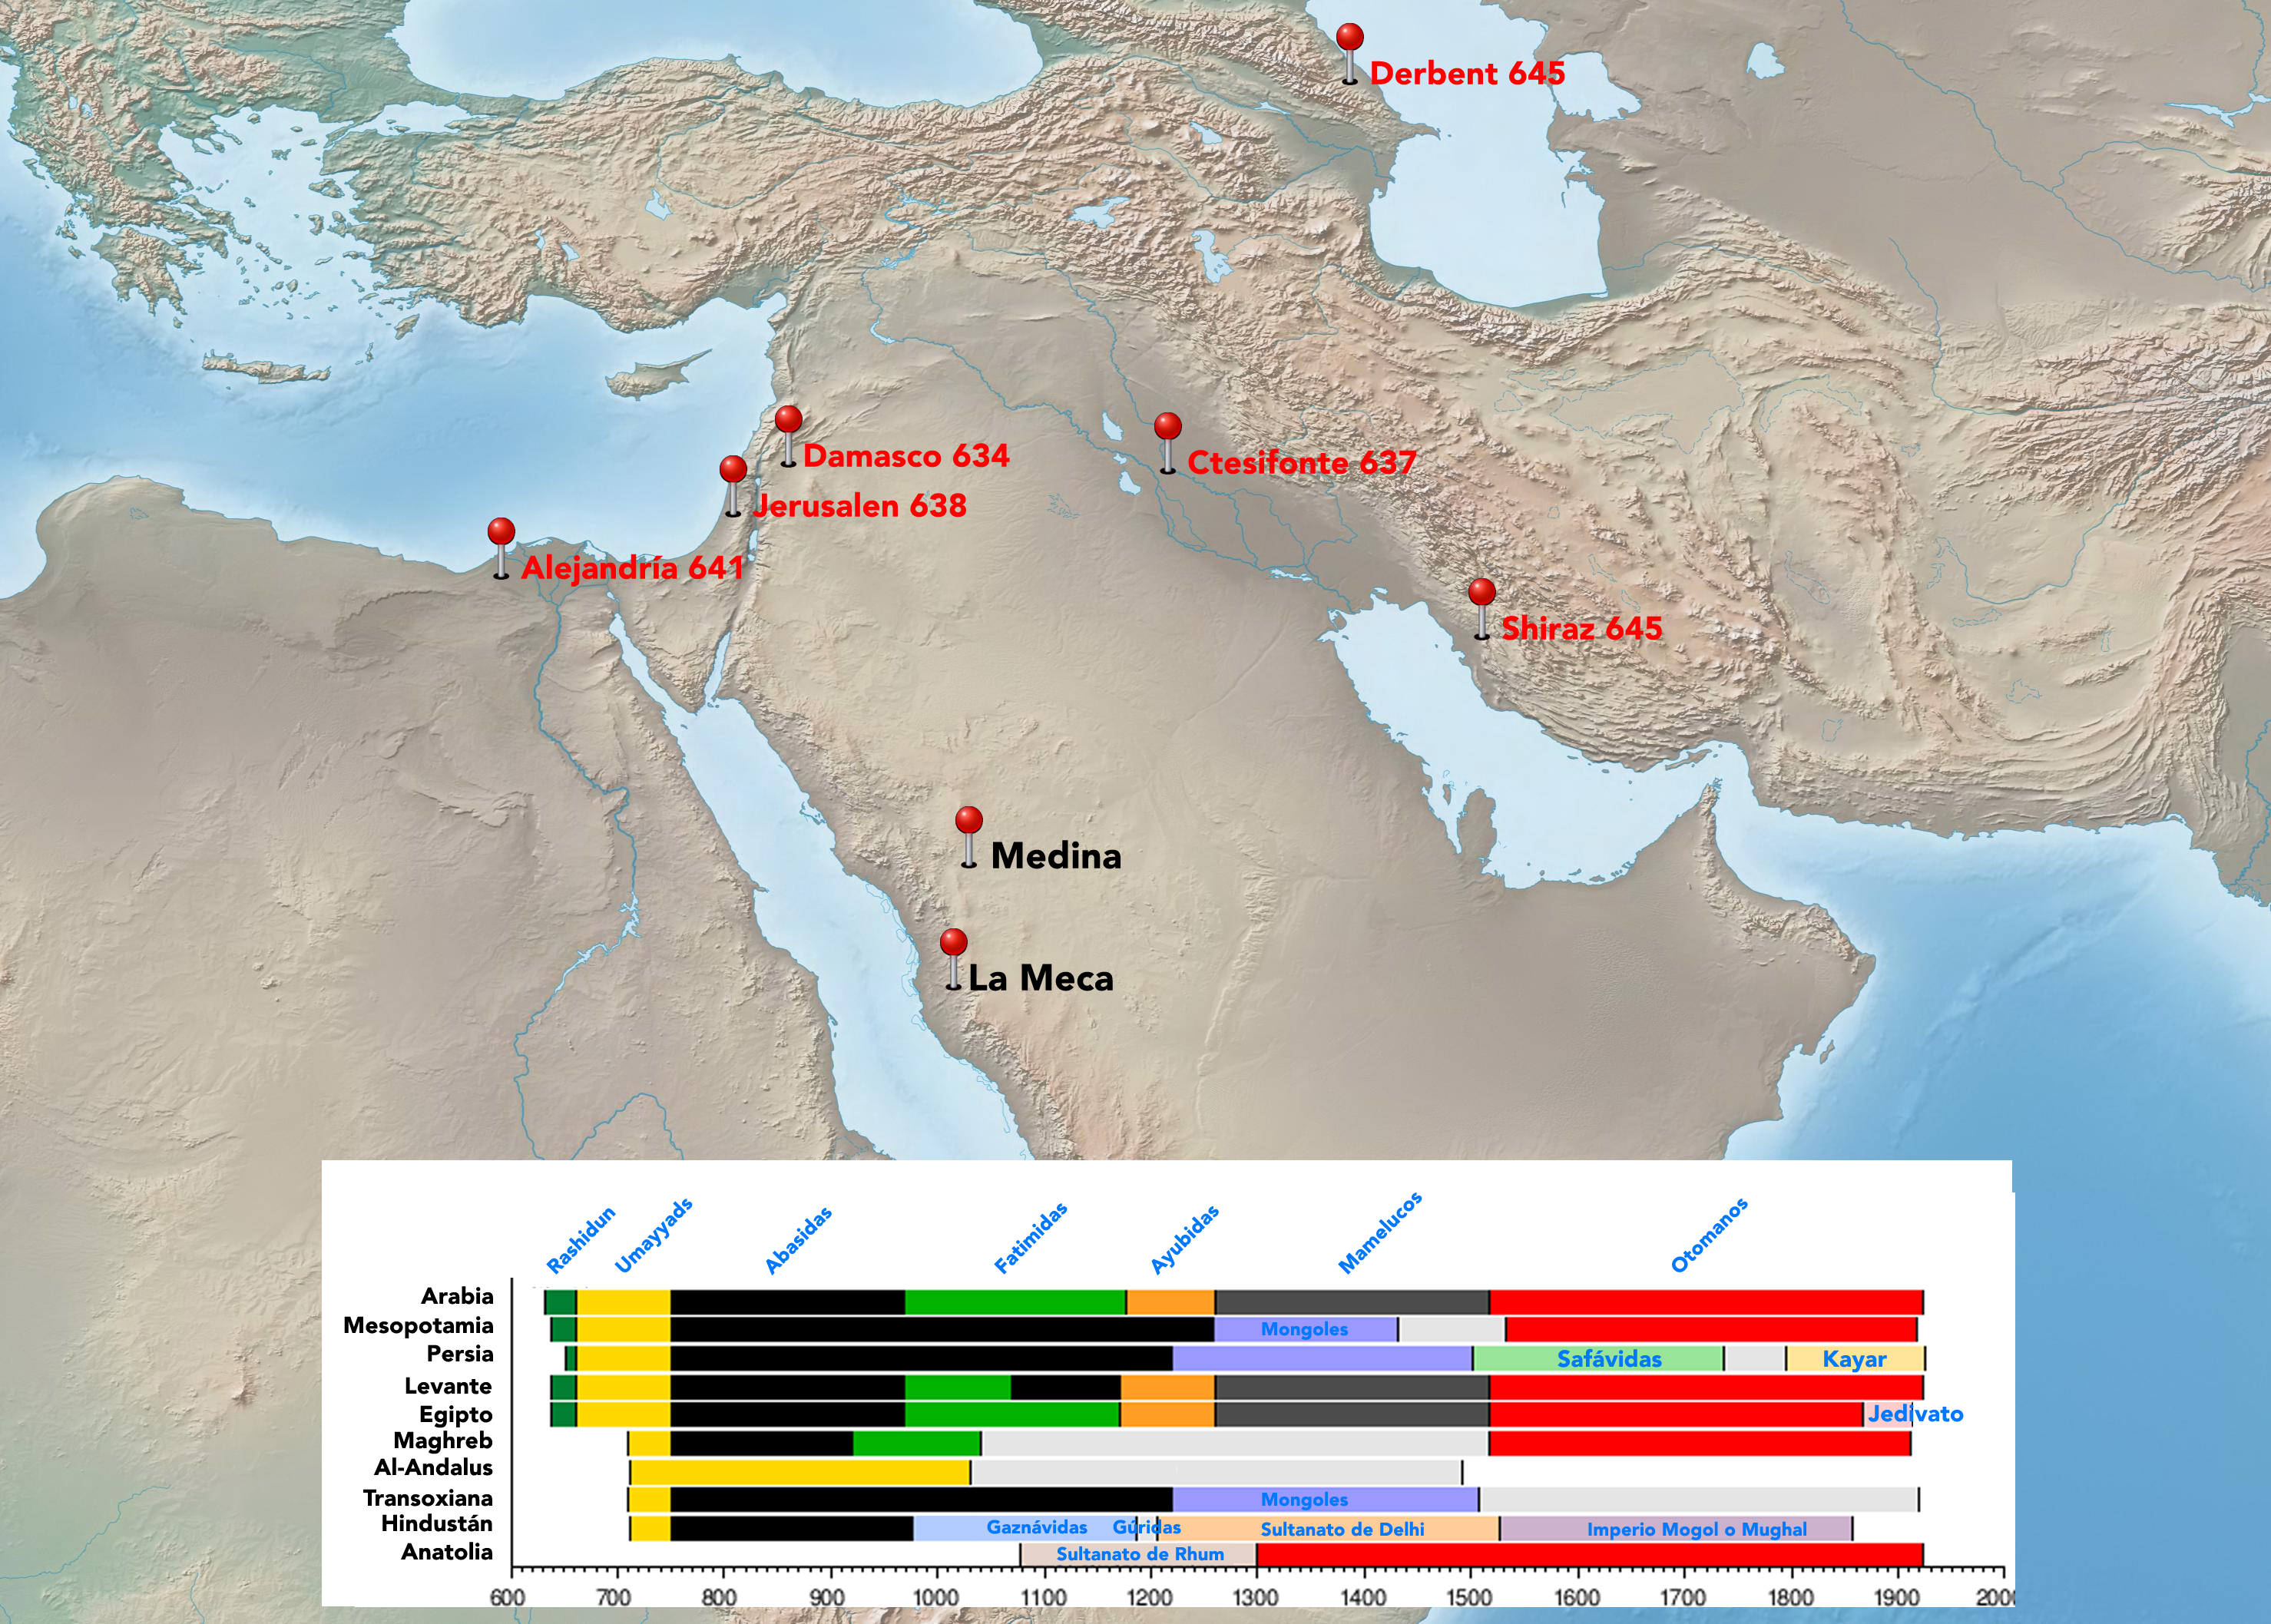 Derbent 645
Damasco 634
Ctesifonte 637
Jerusalen 638
Alejandría 641
Shiraz 645
Medina
La Meca
Rashidun
Umayyads
Abasidas
Fatimidas
Ayubidas
Mamelucos
Otomanos
Arabia
Mesopotamia
Mongoles
Persia
Safávidas
Kayar
Levante
Egipto
Jedivato
Maghreb
Al-Andalus
Transoxiana
Mongoles
Hindustán
Gaznávidas
Gúridas
Sultanato de Delhi
Imperio Mogol o Mughal
Anatolia
Sultanato de Rhum
600 700 800 900 1000 1100 1200 1300 1400 1500 1600 1700 1800 1900 2000